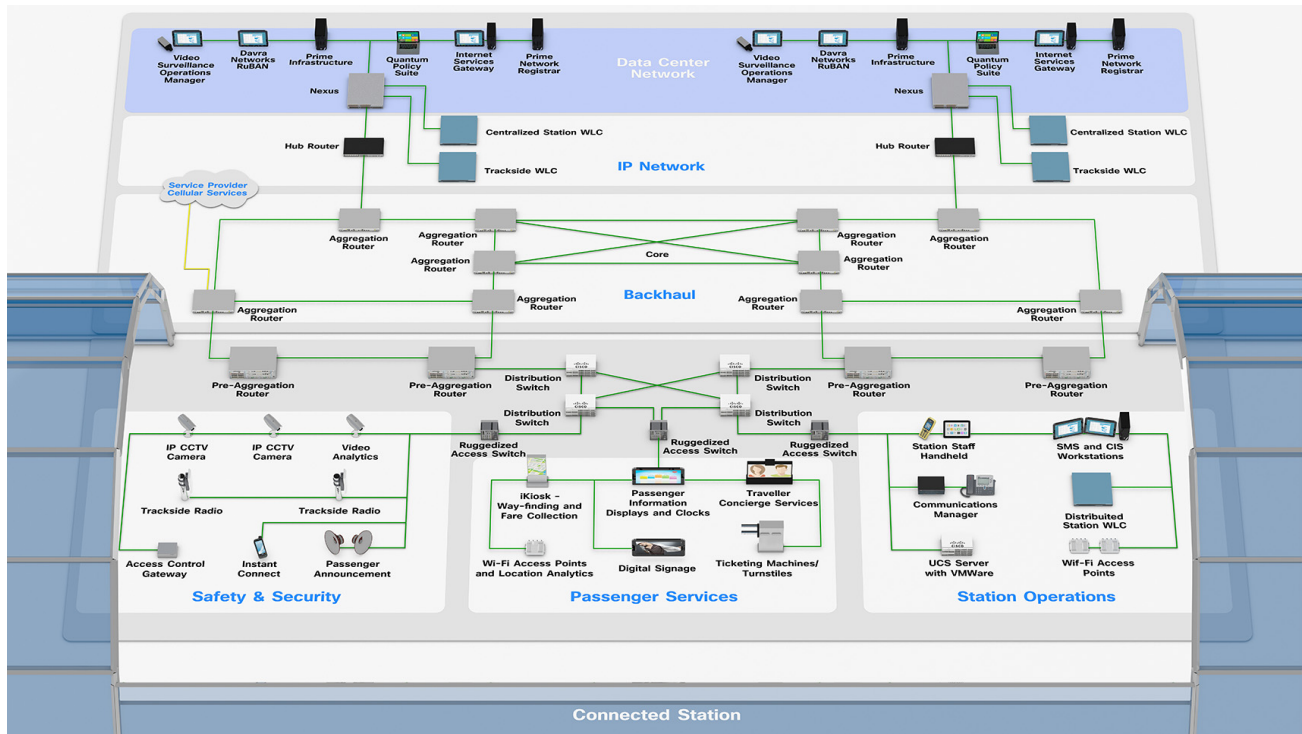 Video
Surveillance
Operations
Manager
Davra
Networks
RuBAN
Prime
Infrastructure
Quantum
Policy
Suite
Internet
Services
Gateway
Prime
Network
Registrar
Data Center
Network
Video
Surveillance
Operations
Manager
Davra
Networks
RuBAN
Prime
Infrastructure
Quantum
Policy
Suite
Internet
Services
Gateway
Prime
Network
Registrar
Nexus
Nexus
Centralized Station WLC
Centralized Station WLC
Hub Router
Hub Router
Trackside WLC
IP Network
Trackside WLC
Service Provider
Cellular Services
Aggregation
Router
Aggregation
Router
Aggregation
Router
Aggregation
Router
Aggregation
Router
Core
Aggregation
Router
Backhaul
Aggregation
Router
Aggregation
Router
Aggregation
Router
Aggregation
Router
Pre-Aggregation
Router
Pre-Aggregation
Router
Distribution
Switch
Distribution
Switch
Pre-Aggregation
Router
Pre-Aggregation
Router
Distribution
Switch
Distribution
Switch
Ruggedized
Access Switch
Ruggedized
Access Switch
Ruggedized
Access Switch
IP CCTV
Camera
IP CCTV
Camera
Video
Analytics
Trackside Radio
Trackside Radio
Access Control
Gateway
Instant
Connect
Passenger
Announcement
Safety & Security
iKiosk -
Way-finding and
Fare Collection
Passenger
Information
Displays and Clocks
Traveller
Concierge Services
Wi-Fi Access Points
and Location Analytics
Digital Signage
Ticketing Machines/
Turnstiles
Passenger Services
Station Staff
Handheld
SMS and CIS
Workstations
Communications
Manager
Distribuited
Station WLC
UCS Server
with VMWare
Wif-Fi Access
Points
Station Operations
Connected Station